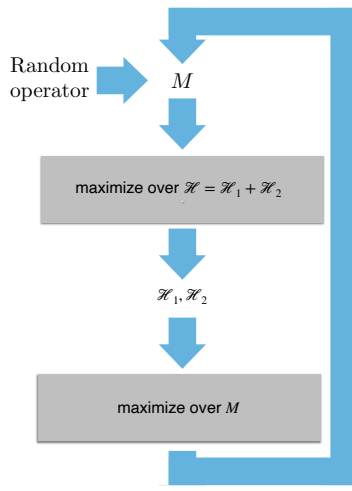 Random
operator
M
maximize over ℋ = ℋ₁ + ℋ₂
ℋ₁, ℋ₂
maximize over M